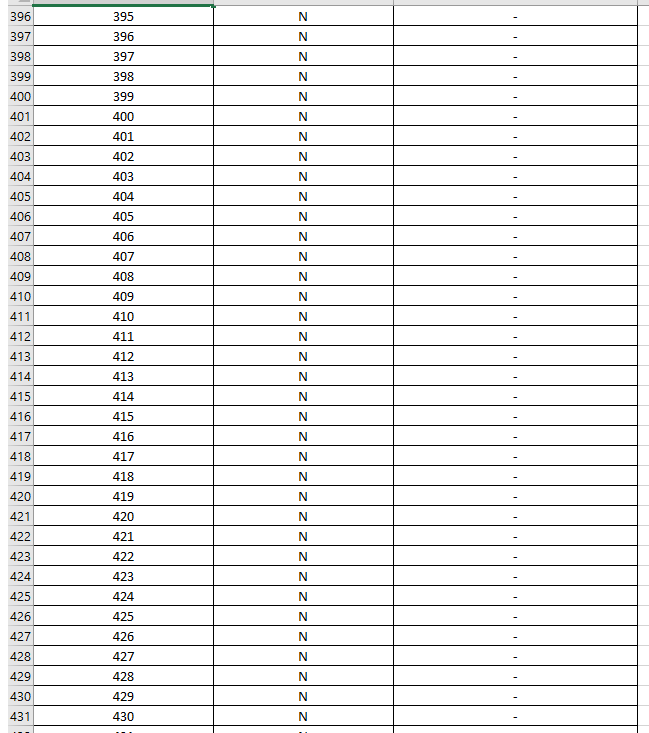 396 395 N -
397 396 N -
398 397 N -
399 398 N -
400 399 N -
401 400 N -
402 401 N -
403 402 N -
404 403 N -
405 404 N -
406 405 N -
407 406 N -
408 407 N -
409 408 N -
410 409 N -
411 410 N -
412 411 N -
413 412 N -
414 413 N -
415 414 N -
416 415 N -
417 416 N -
418 417 N -
419 418 N -
420 419 N -
421 420 N -
422 421 N -
423 422 N -
424 423 N -
425 424 N -
426 425 N -
427 426 N -
428 427 N -
429 428 N -
430 429 N -
431 430 N -